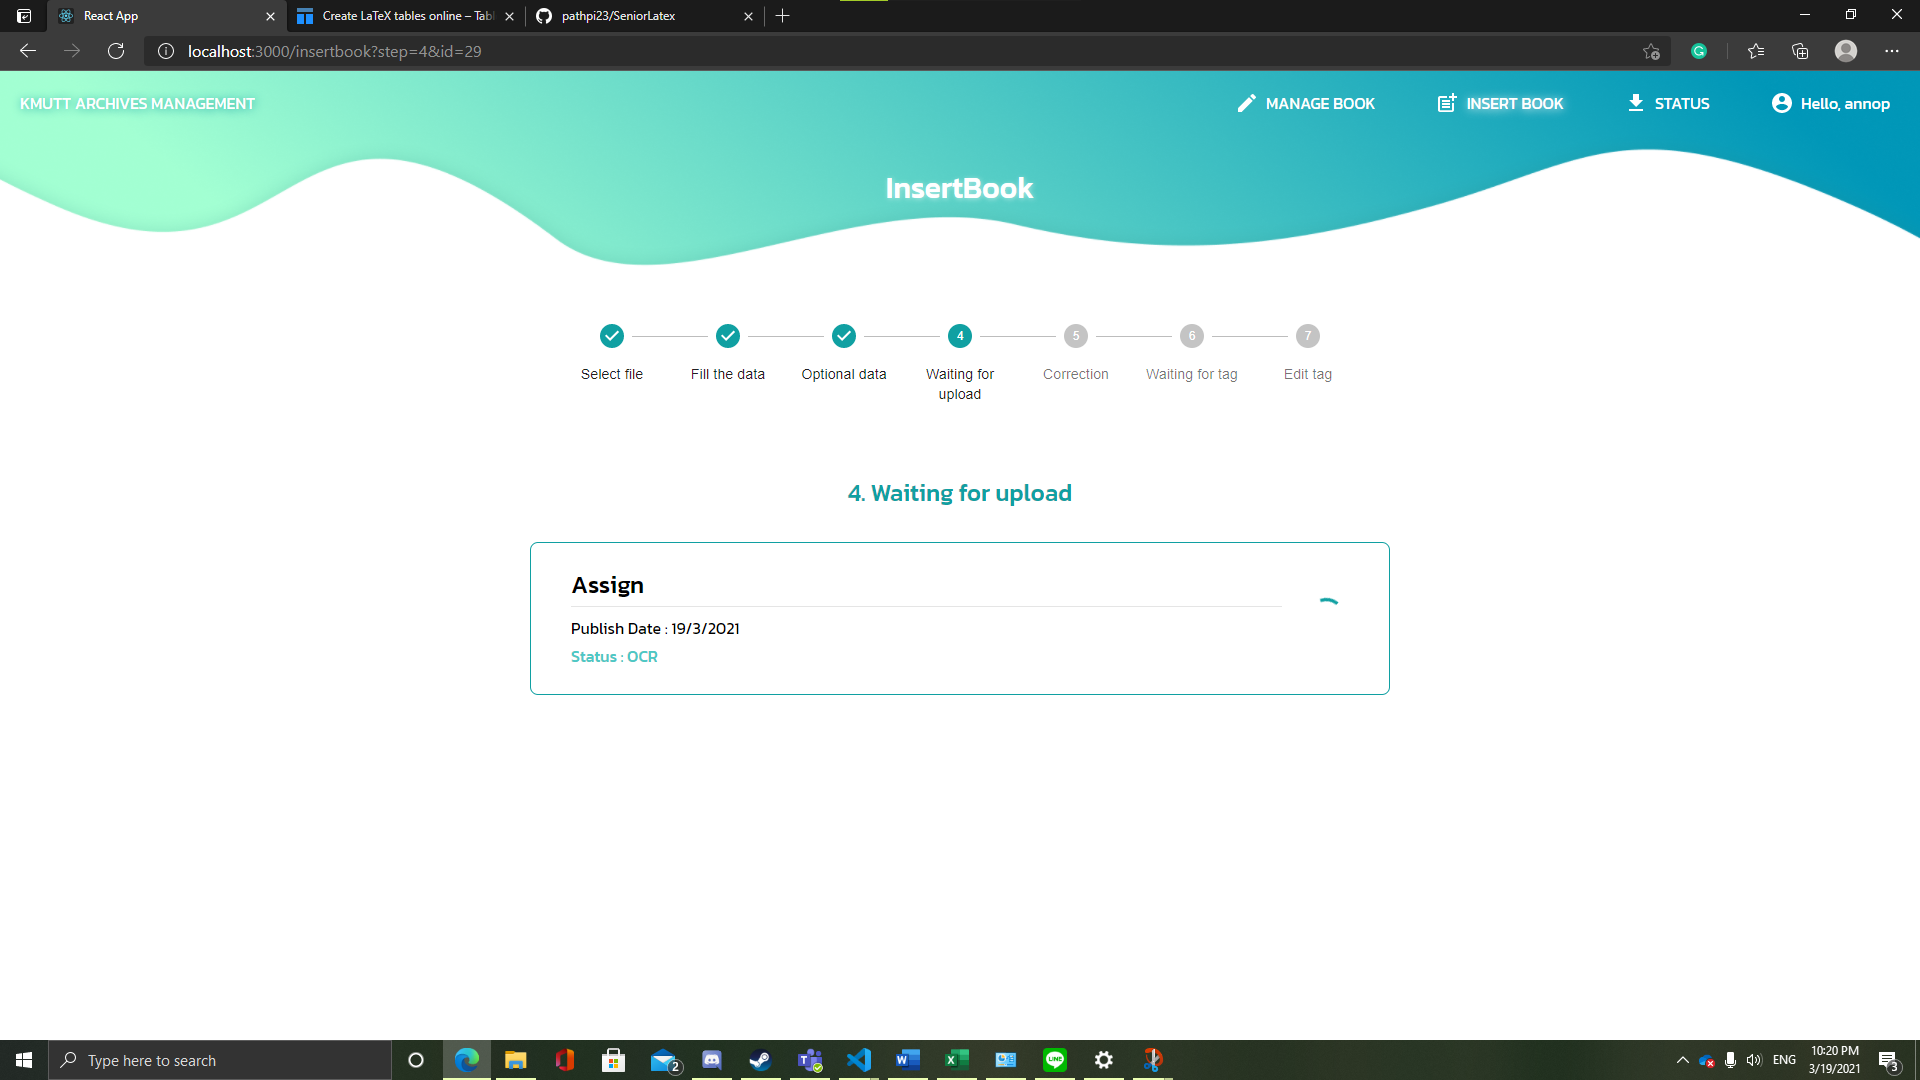 React App
Create LaTeX tables online – Tabl
pathpi23/SeniorLatex
localhost:3000/insertbook?step=4&id=29
KMUTT ARCHIVES MANAGEMENT
MANAGE BOOK
INSERT BOOK
STATUS
Hello, annop
InsertBook
4
5
6
7
Select file
Fill the data
Optional data
Waiting for
upload
Correction
Waiting for tag
Edit tag
4. Waiting for upload
Assign
Publish Date : 19/3/2021
Status : OCR
Type here to search
2
ENG
10:20 PM
3/19/2021
3